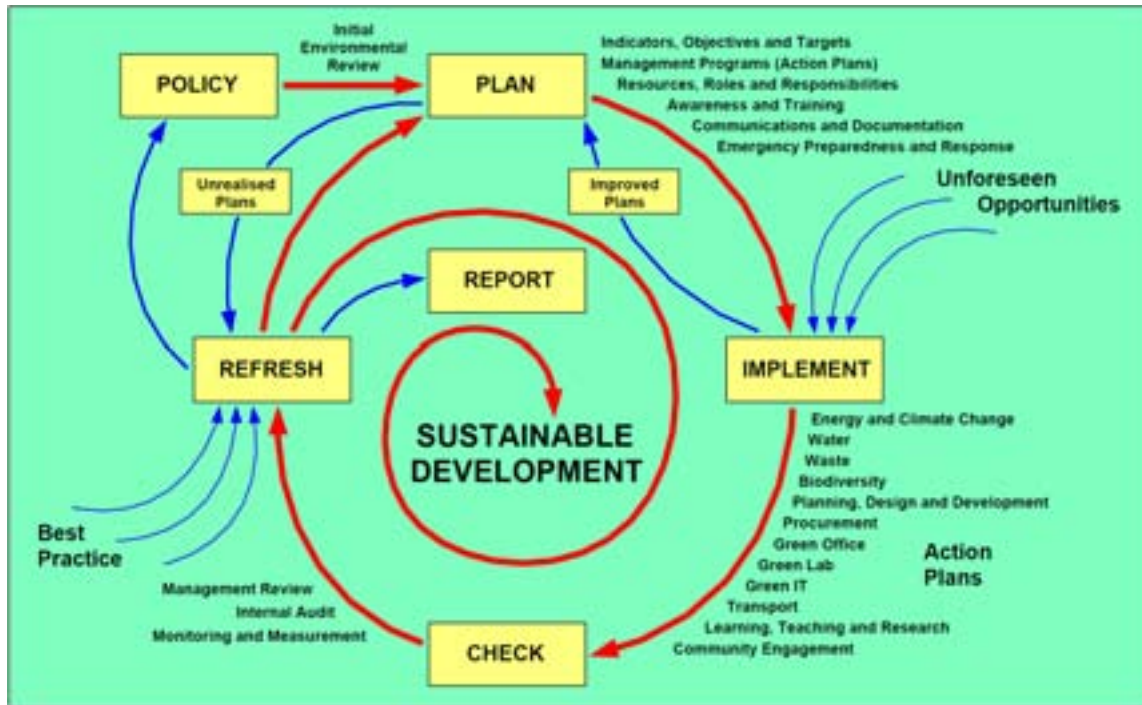 Initial
Environmental
Review
POLICY
PLAN
Indicators, Objectives and Targets
Management Programs (Action Plans)
Resources, Roles and Responsibilities
Awareness and Training
Communications and Documentation
Emergency Preparedness and Response
Unrealised
Plans
Improved
Plans
Unforeseen
Opportunities
REPORT
REFRESH
IMPLEMENT
SUSTAINABLE
DEVELOPMENT
Energy and Climate Change
Water
Waste
Biodiversity
Planning, Design and Development
Procurement
Green Office
Green Lab
Green IT
Transport
Learning, Teaching and Research
Community Engagement
Action
Plans
Best
Practice
Management Review
Internal Audit
Monitoring and Measurement
CHECK